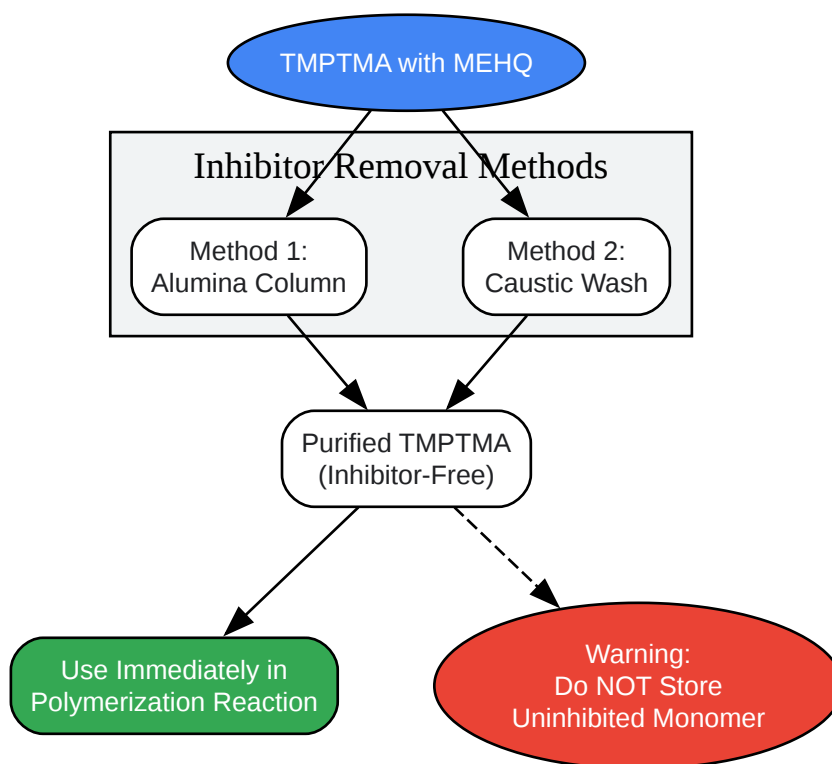 TMPTMA with MEHQ
Inhibitor Removal Methods
Method 1:
Alumina Column
Method 2:
Caustic Wash
Purified TMPTMA
(Inhibitor-Free)
Use Immediately in
Polymerization Reaction
Warning:
Do NOT Store
Uninhibited Monomer